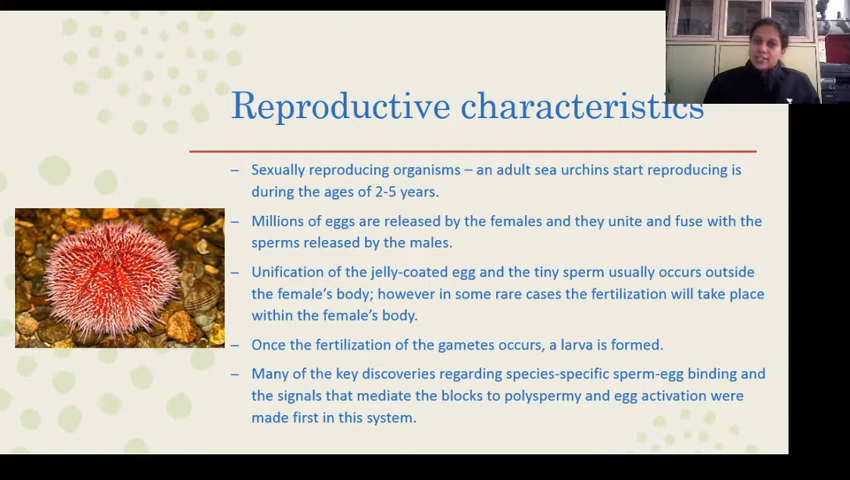 Reproductive characteristics
– Sexually reproducing organisms – an adult sea urchins start reproducing is
during the ages of 2-5 years.
– Millions of eggs are released by the females and they unite and fuse with the
sperms released by the males.
– Unification of the jelly-coated egg and the tiny sperm usually occurs outside
the female's body; however in some rare cases the fertilization will take place
within the female's body.
– Once the fertilization of the gametes occurs, a larva is formed.
– Many of the key discoveries regarding species-specific sperm-egg binding and
the signals that mediate the blocks to polyspermy and egg activation were
made first in this system.